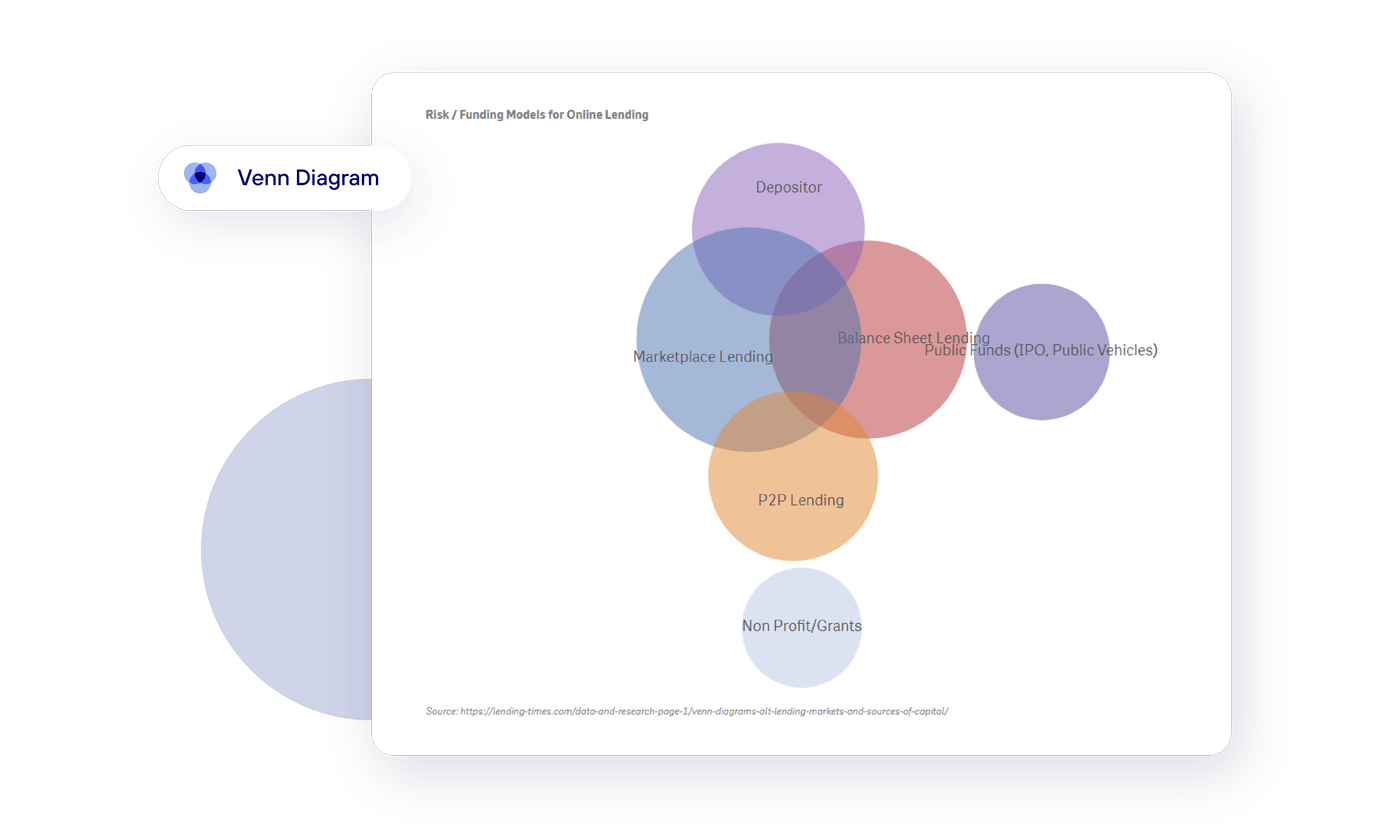 Risk / Funding Models for Online Lending
Venn Diagram
Depositor
Balance Sheet Lending
Public Funds (IPO, Public Vehicles)
Marketplace Lending
P2P Lending
Non Profit/Grants
Source: https://lending-times.com/data-and-research-page-1/venn-diagrams-alt-lending-markets-and-sources-of-capital/